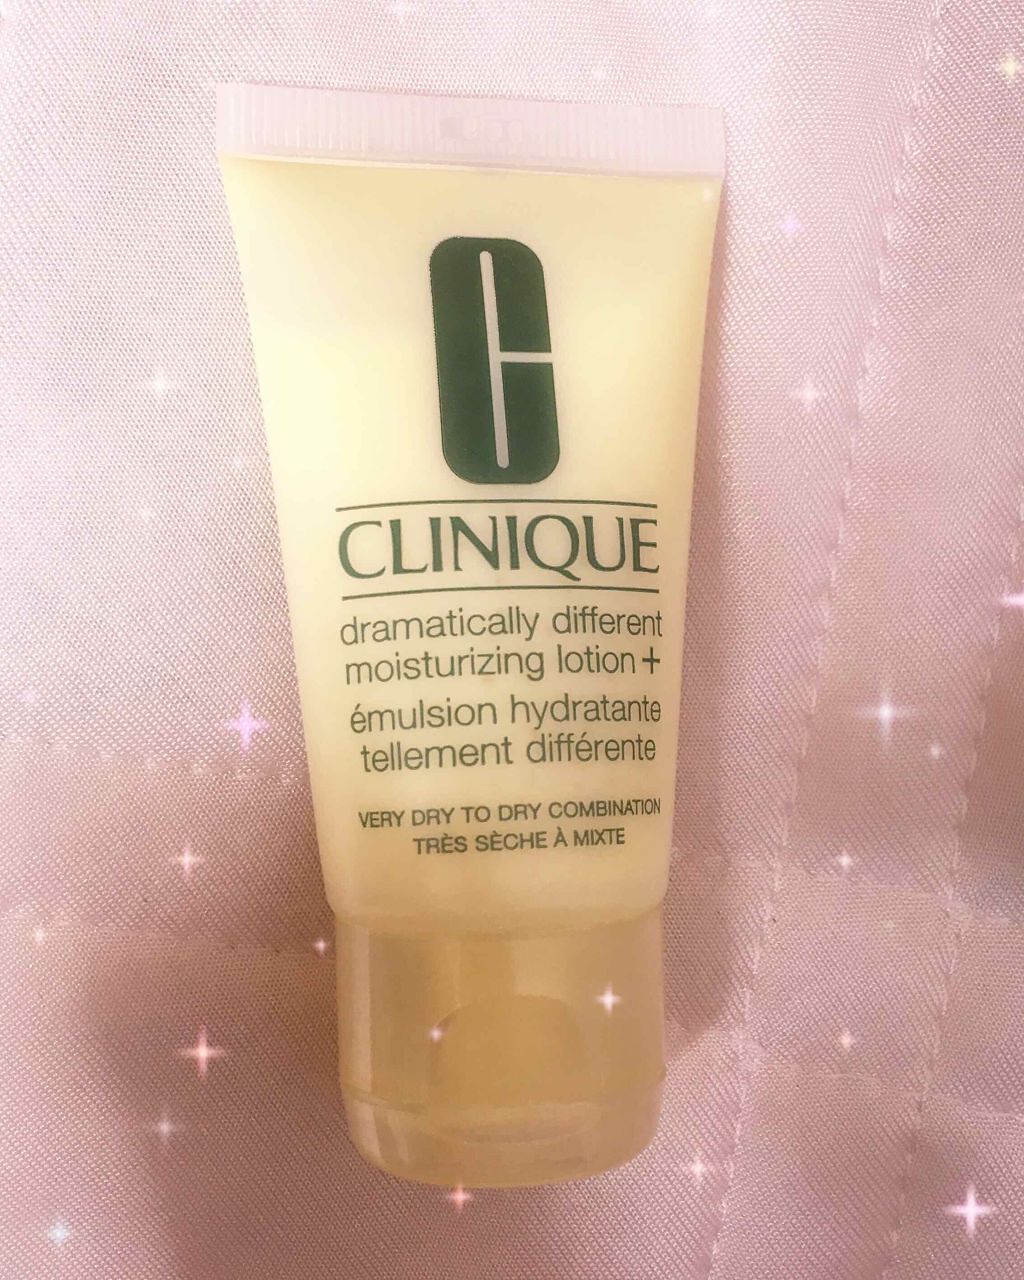 C
CLINIQUE
dramatically different
moisturizing lotion+
émulsion hydratante
tellement différente
VERY DRY TO DRY COMBINATION
TRÈS SÈCHE À MIXTE